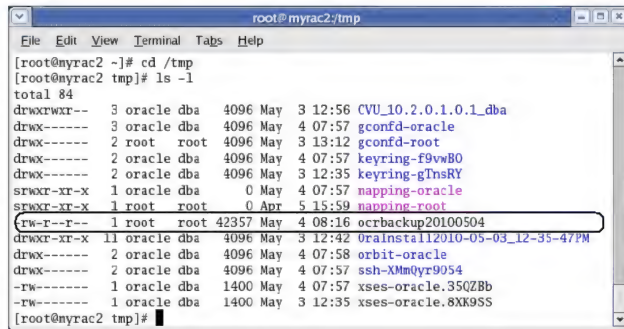 root@myrac2:/tmp
File Edit View Terminal Tabs Help
[root@myrac2 ~]# cd /tmp
[root@myrac2 tmp]# ls -l
total 84
drwxrwxr-- 3 oracle dba 4096 May 3 12:56 CVU_10.2.0.1.0.1_dba
drwx------ 3 oracle dba 4096 May 4 07:57 gconfd-oracle
drwx------ 2 root root 4096 May 3 13:12 gconfd-root
drwx------ 2 oracle dba 4096 May 4 07:57 keyring-f9vwBO
drwx------ 2 oracle dba 4096 May 3 12:35 keyring-gTnsRY
srwxr-xr-x 1 oracle dba 0 May 4 07:57 mapping-oracle
srwxr-xr-x 1 root root 0 Apr 5 15:59 mapping-root
-rw-r--r-- 1 root root 42357 May 4 08:16 ocrbackup20100504
drwxr-xr-x 11 oracle dba 4096 May 3 12:42 OraInstall2010-05-03_12-35-47PM
drwx------ 2 oracle dba 4096 May 4 07:58 orbit-oracle
drwx------ 2 oracle dba 4096 May 4 07:57 ssh-XMmQyr9054
-rw------- 1 oracle dba 1400 May 4 07:57 xses-oracle.35QZBb
-rw------- 1 oracle dba 1400 May 3 12:35 xses-oracle.8XK9SS
[root@myrac2 tmp]#